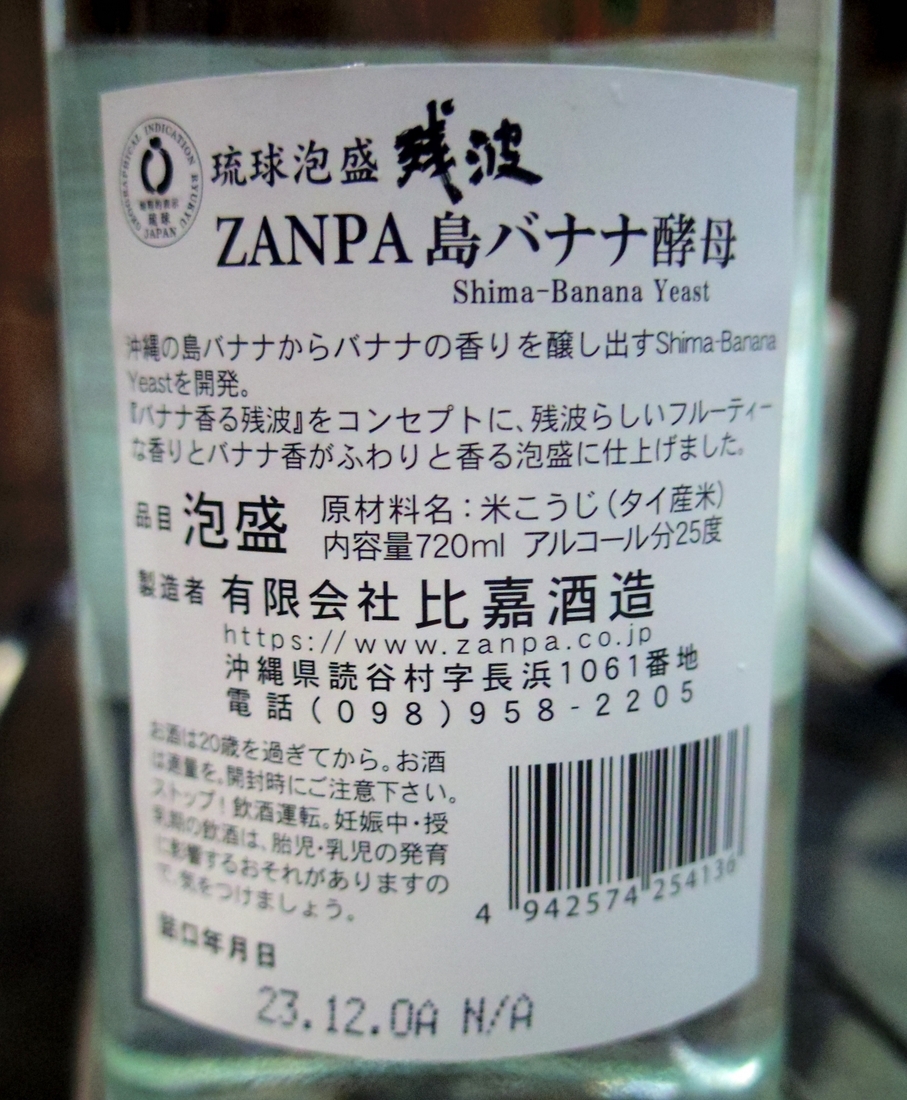 GEOGRAPHICAL INDICATION RYUKYU
地理的表示
琉球
JAPAN
琉球泡盛 残波
ZANPA 島バナナ酵母
Shima-Banana Yeast
沖縄の島バナナからバナナの香りを醸し出すShima-Banana
Yeastを開発。
『バナナ香る残波』をコンセプトに、残波らしいフルーティー
な香りとバナナ香がふわりと香る泡盛に仕上げました。
品目 泡盛 原材料名:米こうじ(タイ産米)
内容量720ml アルコール分25度
製造者 有限会社 比嘉酒造
https://www.zanpa.co.jp
沖縄県読谷村字長浜1061番地
電話(098)958-2205
お酒は20歳を過ぎてから。お酒
は適量を。開封時にご注意下さい。
ストップ!飲酒運転。妊娠中・授
乳期の飲酒は、胎児・乳児の発育
に影響するおそれがありますの
で、気をつけましょう。
4 942574 254136
詰口年月日
23.12.0A N/A